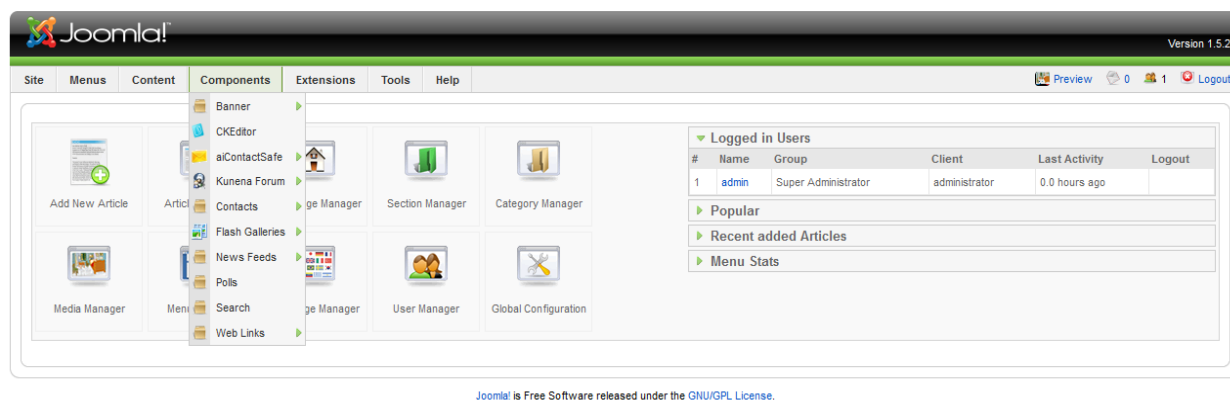 Joomla!™
Version 1.5.2
Site Menus Content Components Extensions Tools Help Preview 0 1 Logout
Banner
CKEditor
aiContactSafe
Kunena Forum
Contacts
Flash Galleries
News Feeds
Polls
Search
Web Links
Add New Article Section Manager Category Manager
Media Manager User Manager Global Configuration
Logged in Users
# Name Group Client Last Activity Logout
1 admin Super Administrator administrator 0.0 hours ago
Popular
Recent added Articles
Menu Stats
Joomla! is Free Software released under the GNU/GPL License.